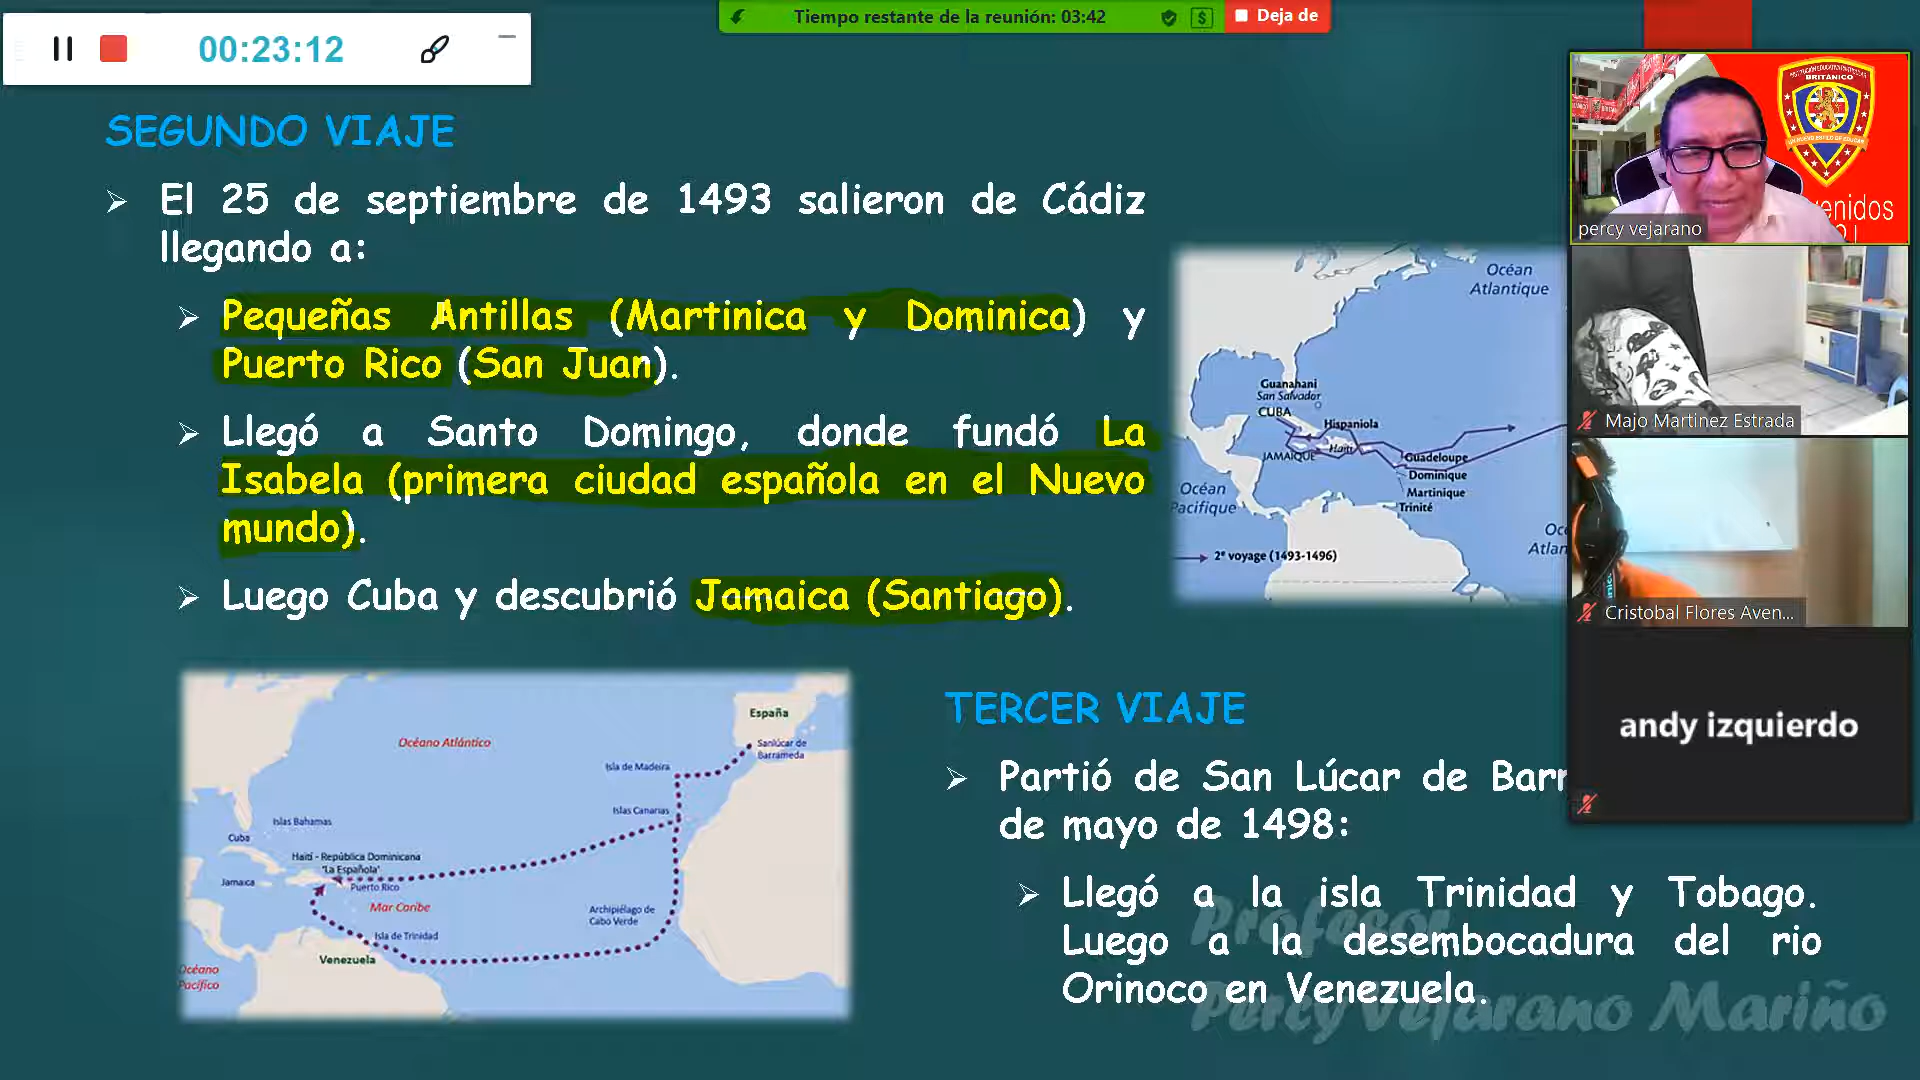 Tiempo restante de la reunión: 03:42
Deja de
00:23:12
SEGUNDO VIAJE
El 25 de septiembre de 1493 salieron de Cádiz
llegando a:
Pequeñas Antillas (Martinica y Dominica) y
Puerto Rico (San Juan).
Llegó a Santo Domingo, donde fundó La
Isabela (primera ciudad española en el Nuevo
mundo).
Luego Cuba y descubrió Jamaica (Santiago).
Océan
Atlantique
Guanahani
San Salvador
CUBA
Hispaniola
Haïti
JAMAIQUE
Guadeloupe
Dominique
Martinique
Trinité
Océan
Pacifique
Oc
Atlan
2e voyage (1493-1496)
España
Sanlúcar de
Barrameda
Océano Atlántico
Isla de Madeira
Islas Canarias
Islas Bahamas
Cuba
Haití - República Dominicana
"La Española"
Jamaica
Puerto Rico
Mar Caribe
Archipiélago de
Cabo Verde
Isla de Trinidad
Venezuela
Océano
Pacífico
TERCER VIAJE
Partió de San Lúcar de Barr
de mayo de 1498:
Llegó a la isla Trinidad y Tobago.
Luego a la desembocadura del rio
Orinoco en Venezuela.
Profesor
Percy Vejarano Mariño
BRITÁNICO
venidos
percy vejarano
Majo Martinez Estrada
Cristobal Flores Aven...
andy izquierdo